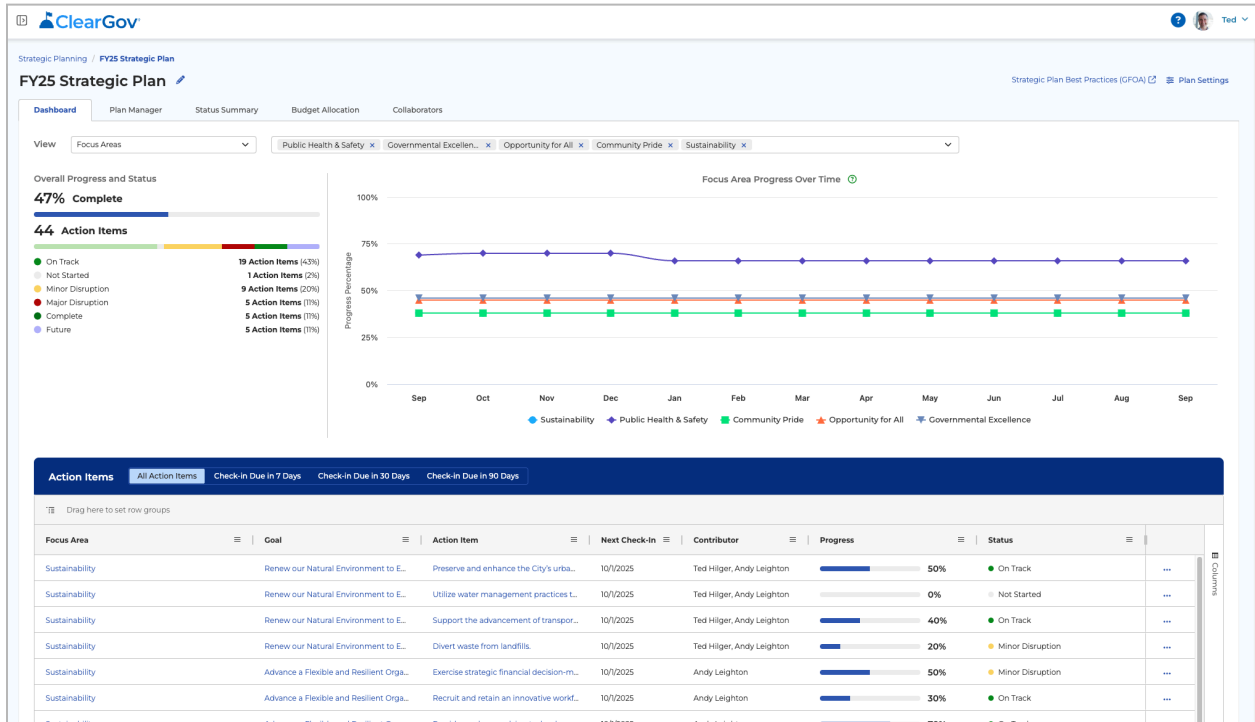 ClearGov
? Ted
Strategic Planning / FY25 Strategic Plan
FY25 Strategic Plan
Strategic Plan Best Practices (GFOA) Plan Settings
Dashboard Plan Manager Status Summary Budget Allocation Collaborators
View Focus Areas Public Health & Safety × Governmental Excellen... × Opportunity for All × Community Pride × Sustainability ×
Overall Progress and Status
47% Complete
44 Action Items
On Track 19 Action Items (43%)
Not Started 1 Action Items (2%)
Minor Disruption 9 Action Items (20%)
Major Disruption 5 Action Items (11%)
Complete 5 Action Items (11%)
Future 5 Action Items (11%)
Focus Area Progress Over Time ?
Progress Percentage
100%
75%
50%
25%
0%
Sep Oct Nov Dec Jan Feb Mar Apr May Jun Jul Aug Sep
Sustainability Public Health & Safety Community Pride Opportunity for All Governmental Excellence
Action Items All Action Items Check-in Due in 7 Days Check-in Due in 30 Days Check-in Due in 90 Days
Drag here to set row groups
Focus Area Goal Action Item Next Check-In Contributor Progress Status
Columns
Sustainability Renew our Natural Environment to E... Preserve and enhance the City's urba... 10/1/2025 Ted Hilger, Andy Leighton 50% On Track ...
Sustainability Renew our Natural Environment to E... Utilize water management practices t... 10/1/2025 Ted Hilger, Andy Leighton 0% Not Started ...
Sustainability Renew our Natural Environment to E... Support the advancement of transpor... 10/1/2025 Ted Hilger, Andy Leighton 40% On Track ...
Sustainability Renew our Natural Environment to E... Divert waste from landfills. 10/1/2025 Ted Hilger, Andy Leighton 20% Minor Disruption ...
Sustainability Advance a Flexible and Resilient Orga... Exercise strategic financial decision-m... 10/1/2025 Andy Leighton 50% Minor Disruption ...
Sustainability Advance a Flexible and Resilient Orga... Recruit and retain an innovative workf... 10/1/2025 Andy Leighton 30% On Track ...